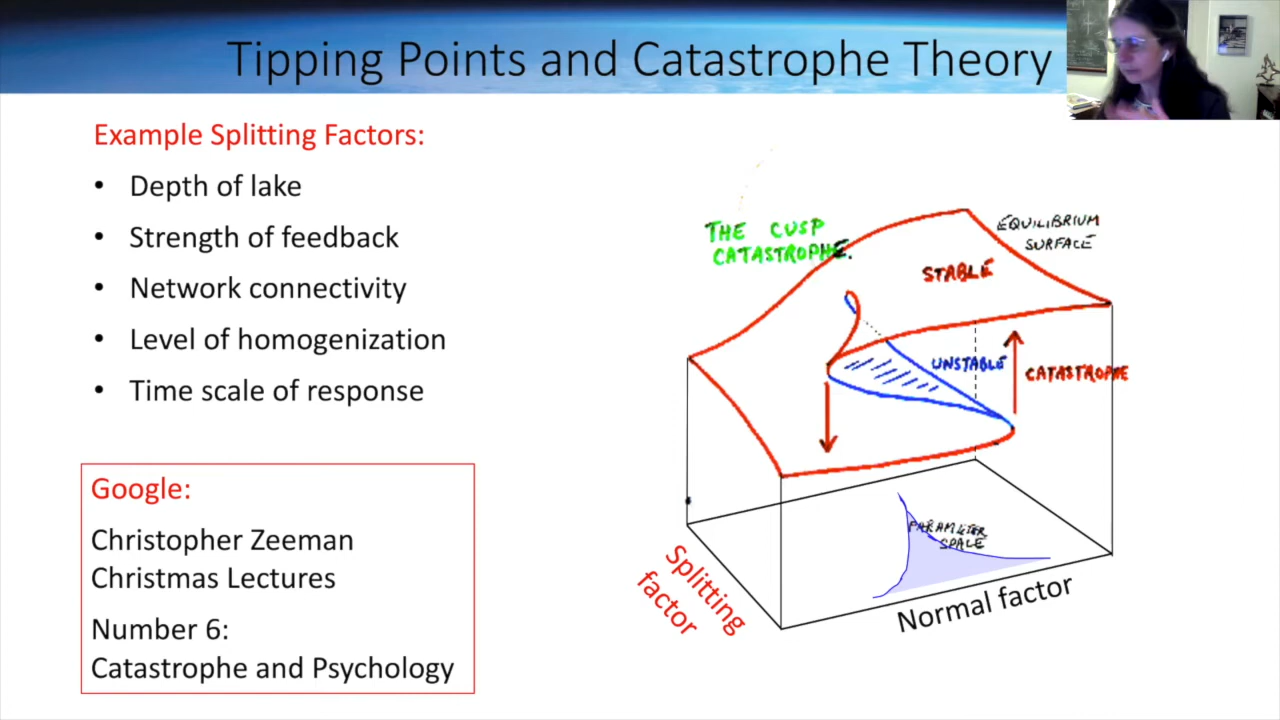 Tipping Points and Catastrophe Theory
Example Splitting Factors:
• Depth of lake
• Strength of feedback
• Network connectivity
• Level of homogenization
• Time scale of response
Google:
Christopher Zeeman
Christmas Lectures
Number 6:
Catastrophe and Psychology
THE CUSP
CATASTROPHE.
EQUILIBRIUM
SURFACE
STABLE
UNSTABLE
CATASTROPHE
PARAMETER
SPACE
Splitting
factor
Normal factor